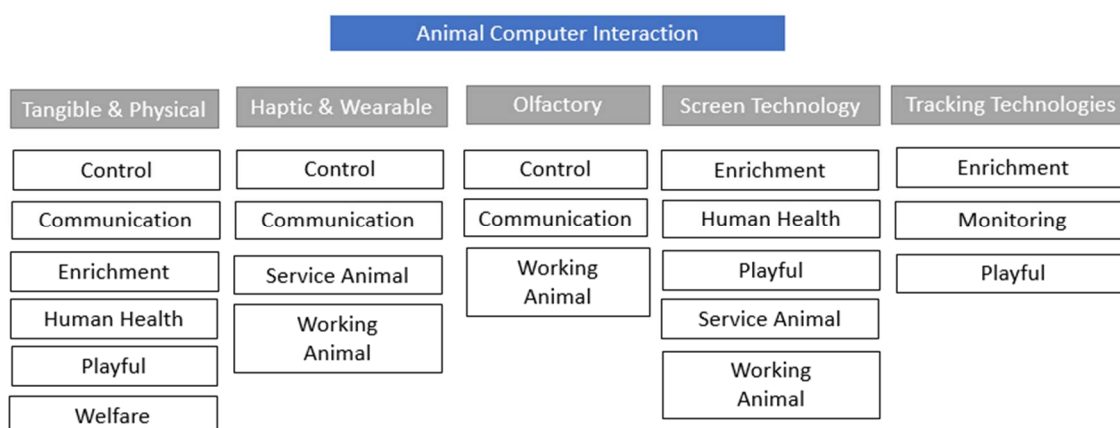 Animal Computer Interaction
Tangible & Physical
Control
Communication
Enrichment
Human Health
Playful
Welfare
Haptic & Wearable
Control
Communication
Service Animal
Working
Animal
Olfactory
Control
Communication
Working
Animal
Screen Technology
Enrichment
Human Health
Playful
Service Animal
Working
Animal
Tracking Technologies
Enrichment
Monitoring
Playful